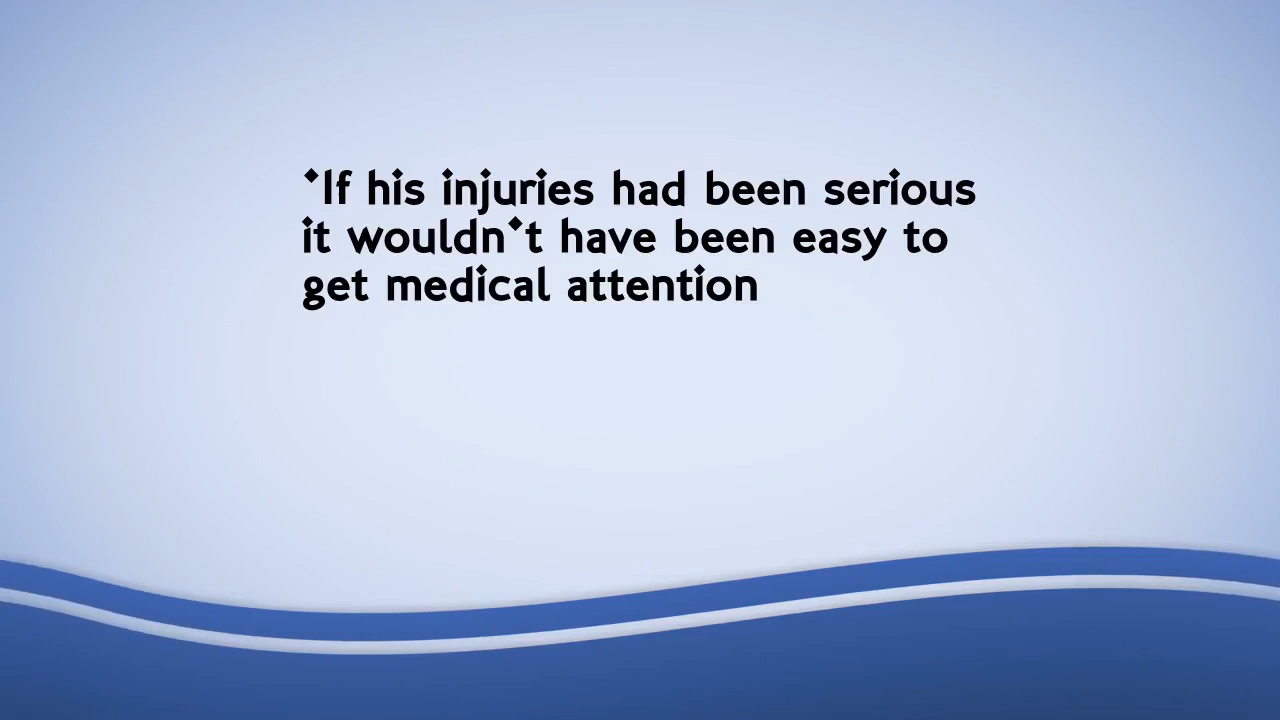 'If his injuries had been serious
it wouldn't have been easy to
get medical attention